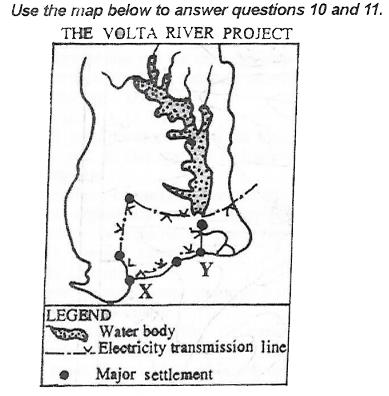 Use the map below to answer questions 10 and 11.
THE VOLTA RIVER PROJECT
X
Y
LEGEND
Water body
Electricity transmission line
Major settlement